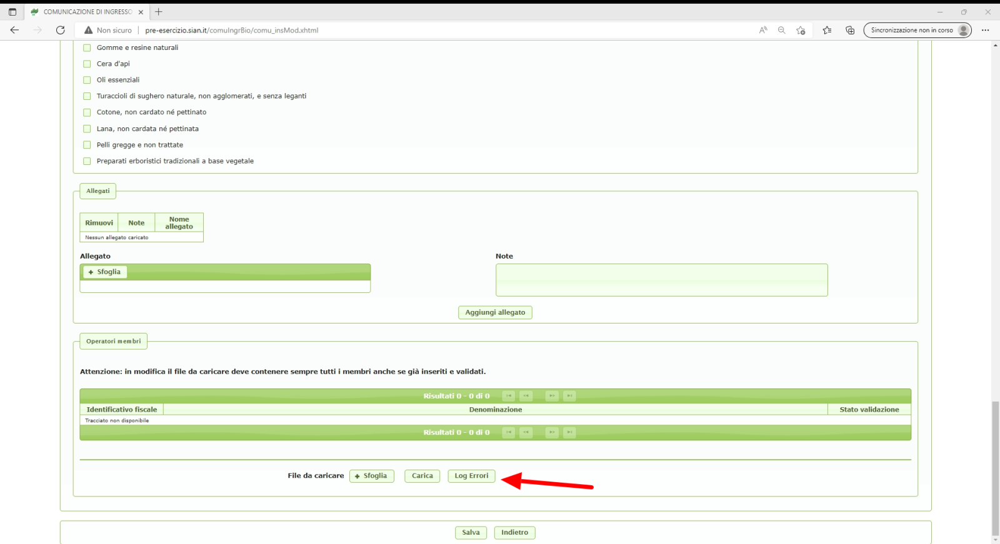 COMUNICAZIONE DI INGRESSO
Non sicuro | pre-esercizio.sian.it/comuIngrBio/comu_insMod.xhtml
Sincronizzazione non in corso
Gomme e resine naturali
Cera d'api
Oli essenziali
Turaccioli di sughero naturale, non agglomerati, e senza leganti
Cotone, non cardato né pettinato
Lana, non cardata né pettinata
Pelli gregge e non trattate
Preparati erboristici tradizionali a base vegetale
Allegati
Rimuovi Note Nome allegato
Nessun allegato caricato
Allegato Note
+ Sfoglia
Aggiungi allegato
Operatori membri
Attenzione: in modifica il file da caricare deve contenere sempre tutti i membri anche se già inseriti e validati.
Risultati 0 - 0 di 0
Identificativo fiscale Denominazione Stato validazione
Tracciato non disponibile
Risultati 0 - 0 di 0
File da caricare + Sfoglia Carica Log Errori
Salva Indietro